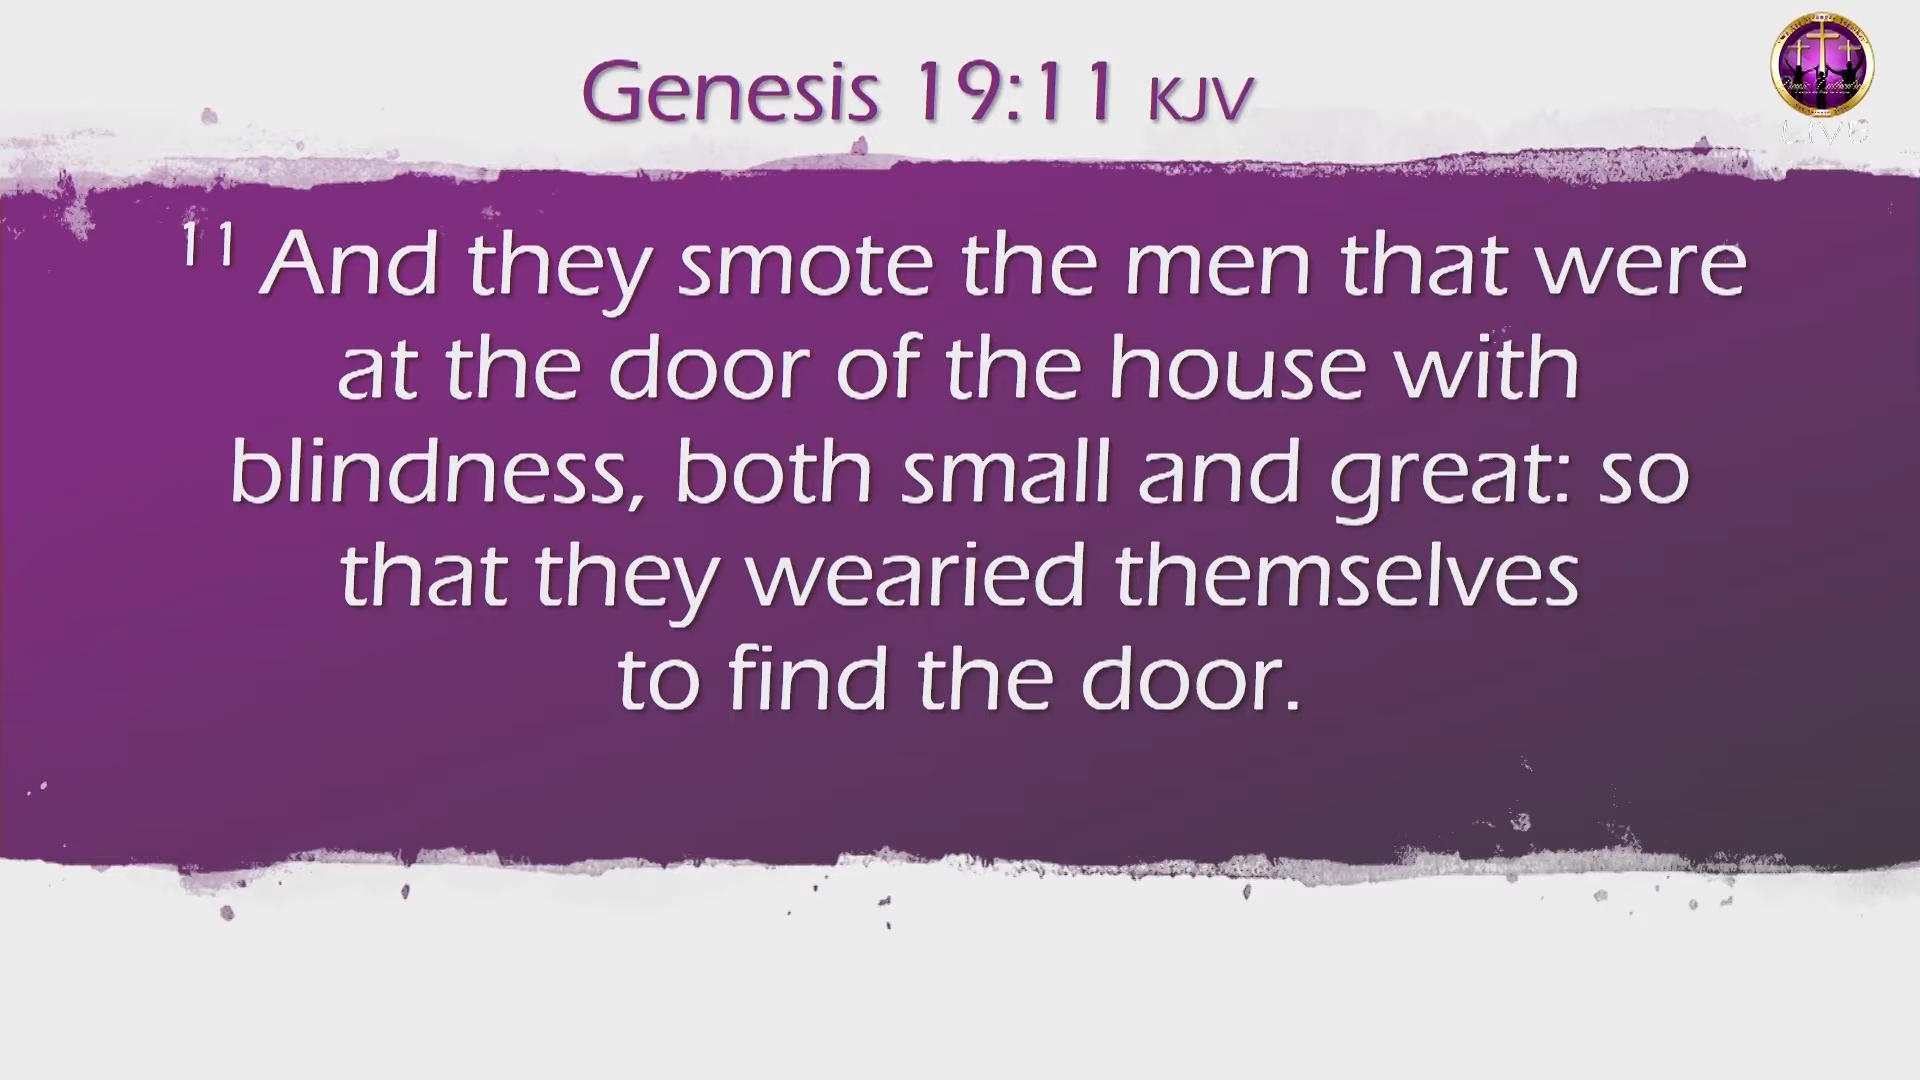 Genesis 19:11 KJV
11 And they smote the men that were
at the door of the house with
blindness, both small and great: so
that they wearied themselves
to find the door.
LIVE